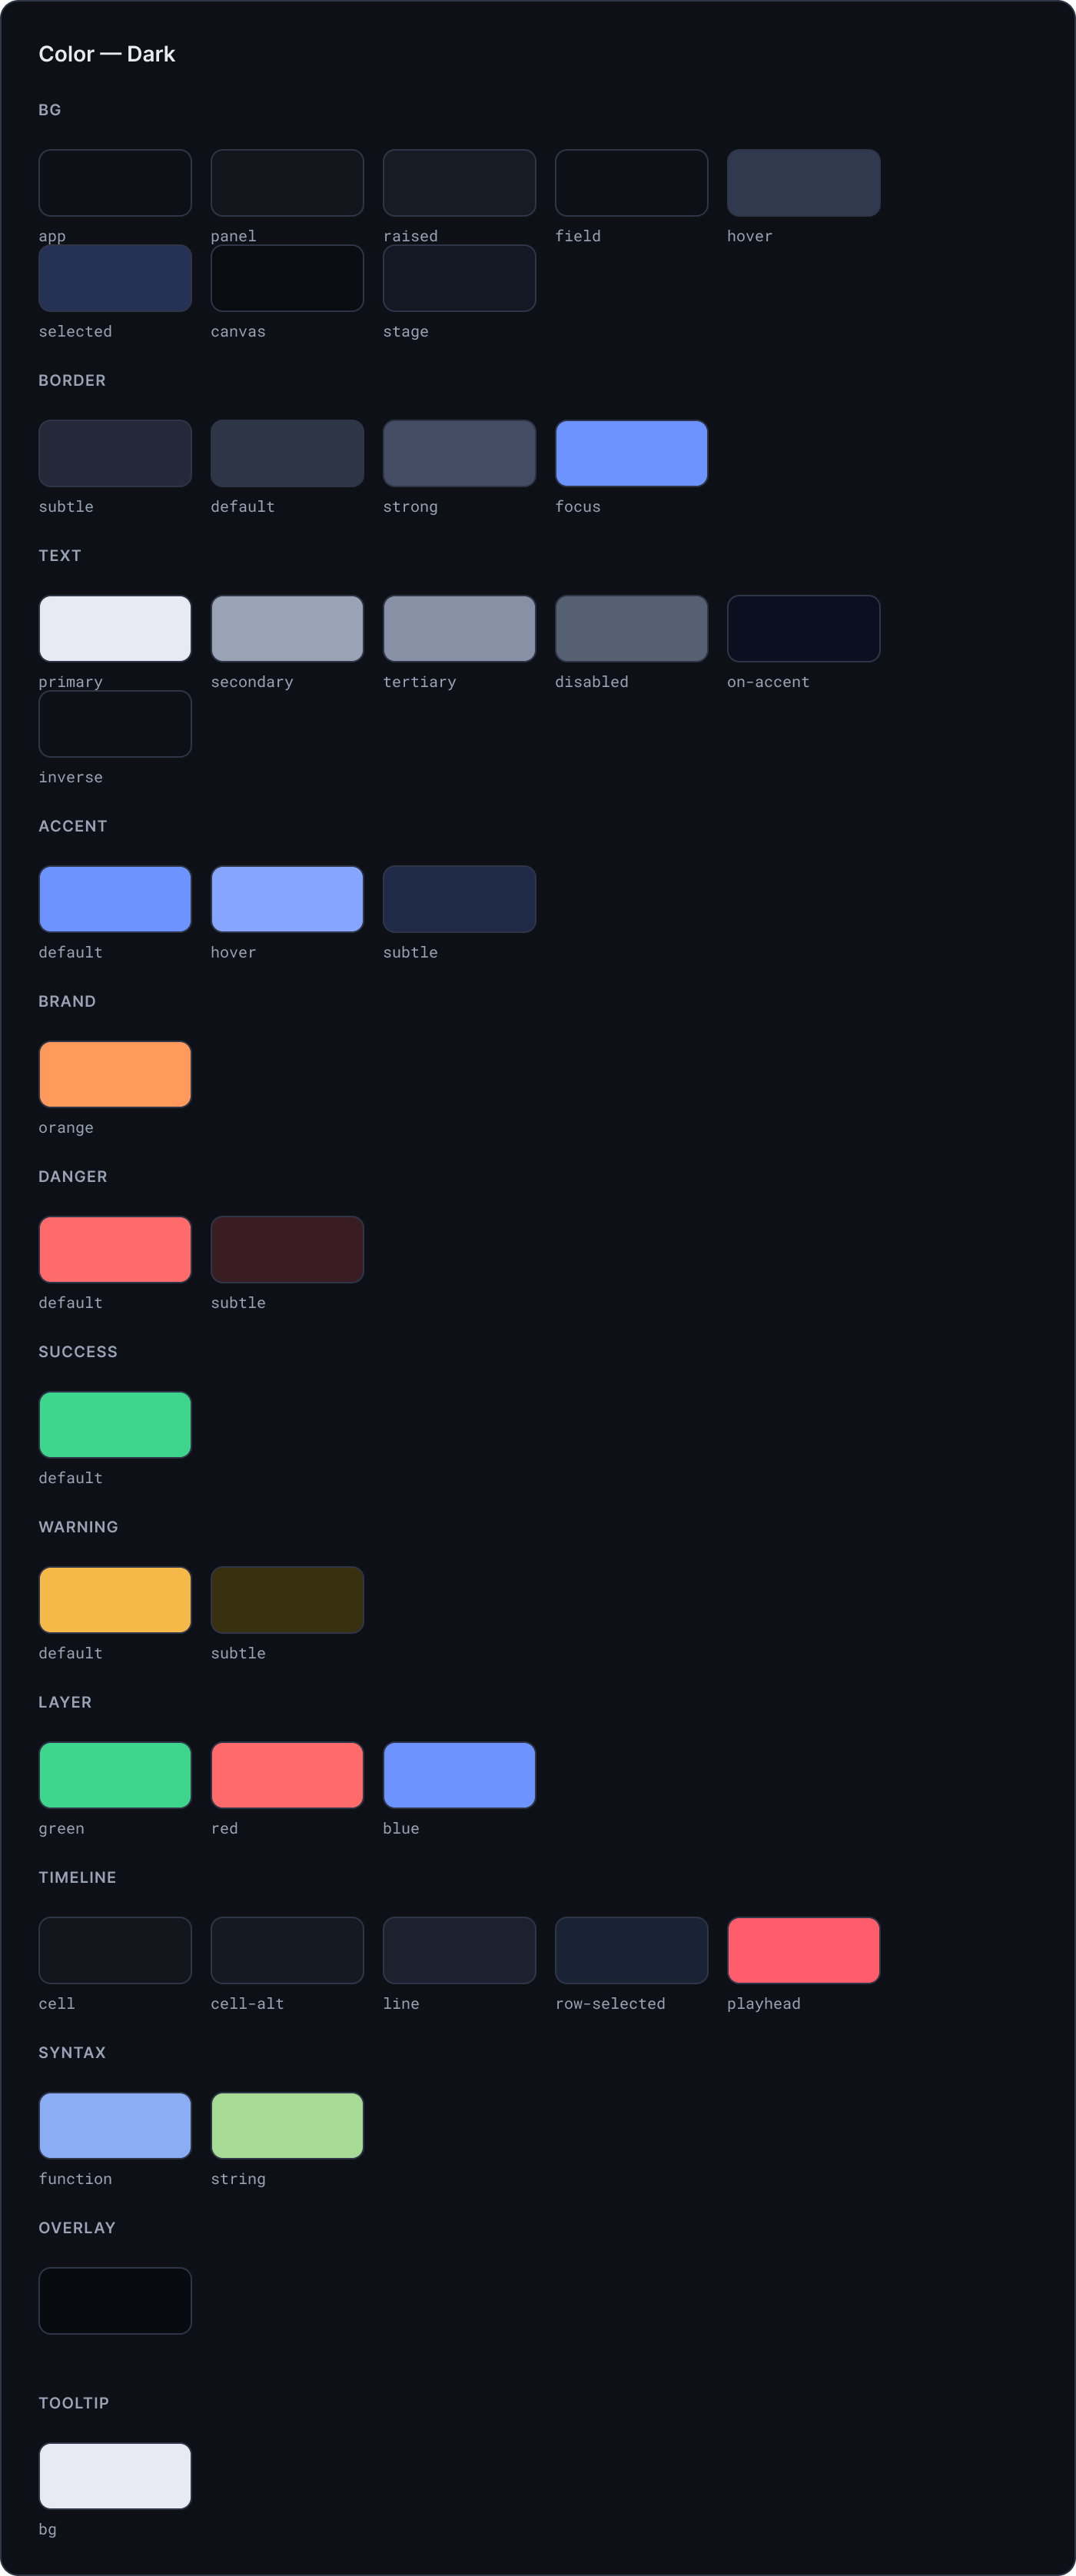 Color — Dark
BG
app panel raised field hover
selected canvas stage
BORDER
subtle default strong focus
TEXT
primary secondary tertiary disabled on-accent
inverse
ACCENT
default hover subtle
BRAND
orange
DANGER
default subtle
SUCCESS
default
WARNING
default subtle
LAYER
green red blue
TIMELINE
cell cell-alt line row-selected playhead
SYNTAX
function string
OVERLAY
TOOLTIP
bg